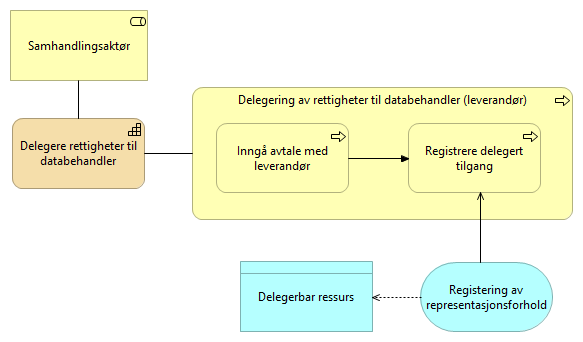 Samhandlingsaktør
Delegering av rettigheter til databehandler (leverandør)
Delegere rettigheter til
databehandler
Inngå avtale med
leverandør
Registrere delegert
tilgang
Delegerbar ressurs
Registering av
representasjonsforhold